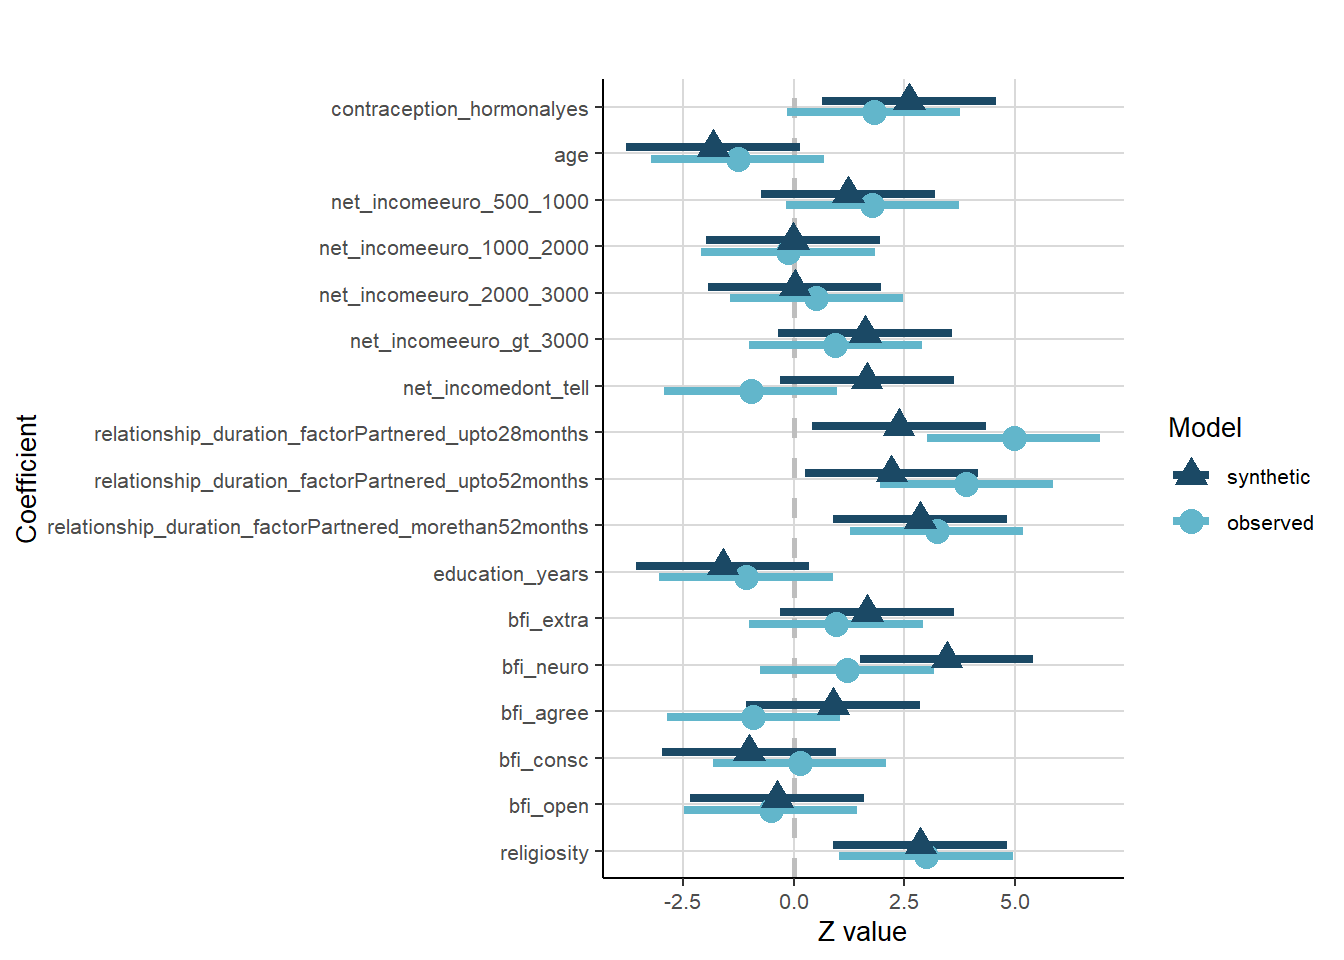 contraception_hormonalyes
age
net_incomeeuro_500_1000
net_incomeeuro_1000_2000
net_incomeeuro_2000_3000
net_incomeeuro_gt_3000
net_incomedont_tell
relationship_duration_factorPartnered_upto28months
relationship_duration_factorPartnered_upto52months
relationship_duration_factorPartnered_morethan52months
education_years
bfi_extra
bfi_neuro
bfi_agree
bfi_consc
bfi_open
religiosity
Coefficient
-2.5 0.0 2.5 5.0
Z value
Model
synthetic
observed